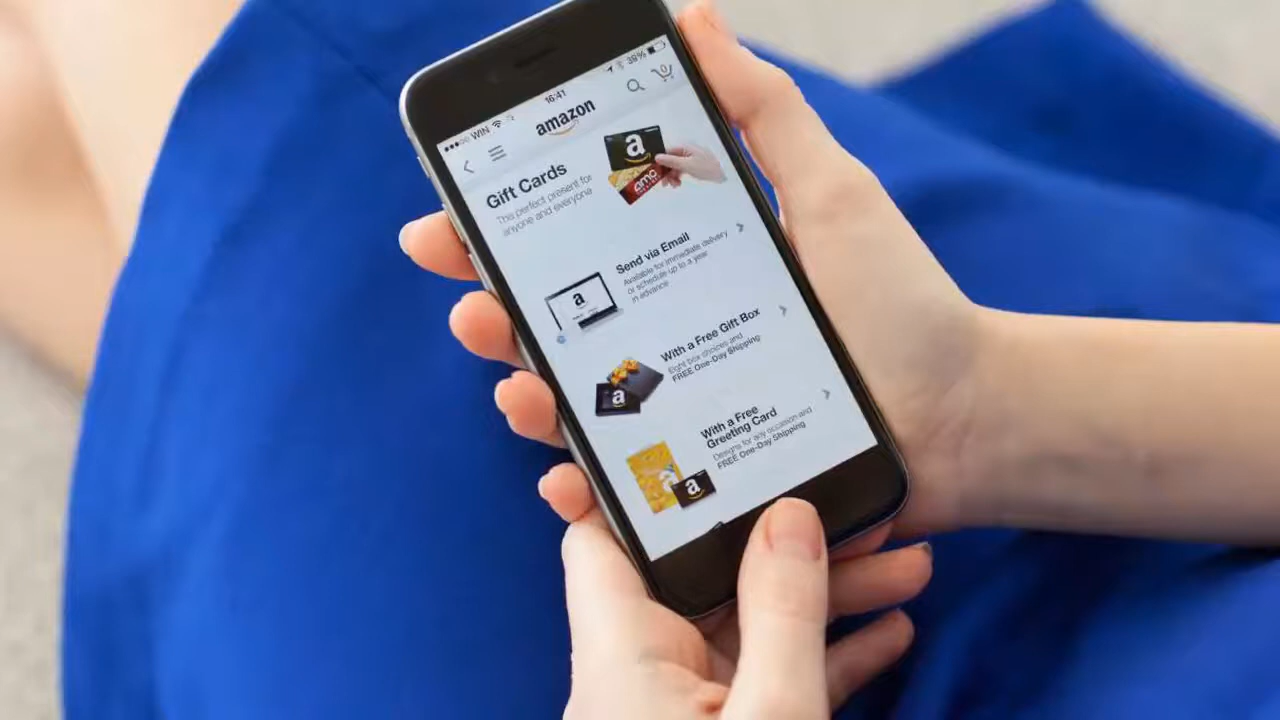 WIN 16:41 39%
amazon
0
Gift Cards
The perfect present for
anyone and everyone
a
AMC
Send via Email
Available for immediate delivery
or schedule up to a year
in advance
a
With a Free Gift Box
Eight box choices and
FREE One-Day Shipping
a
With a Free
Greeting Card
Designs for any occasion and
FREE One-Day Shipping
a
a